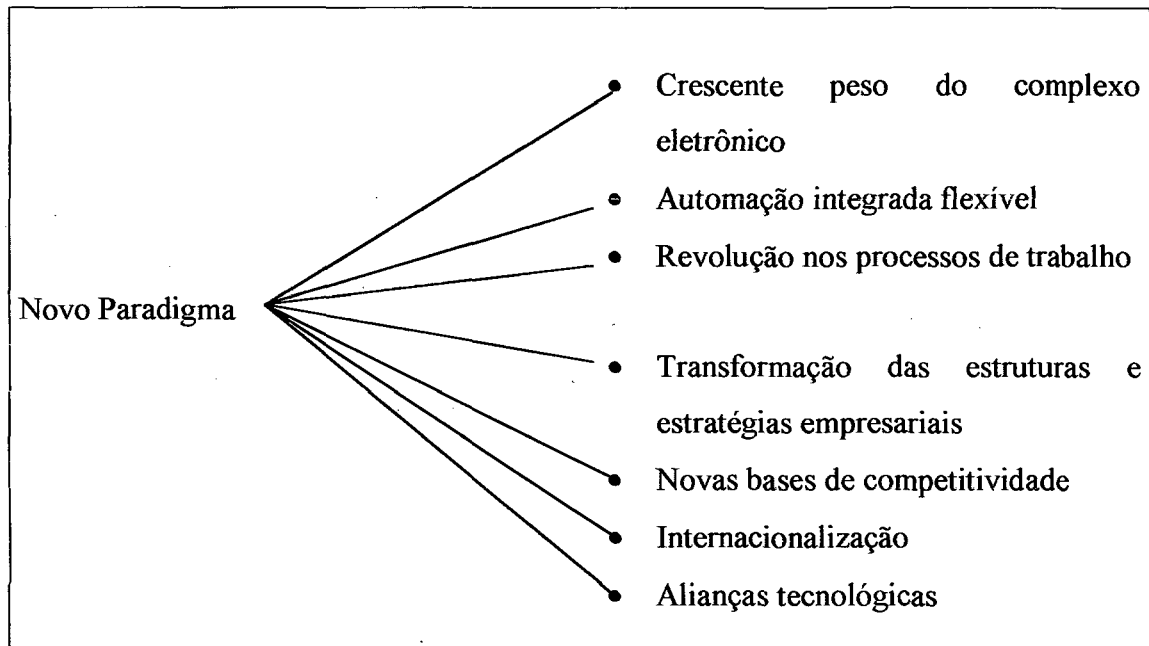 • Crescente peso do complexo
eletrônico
• Automação integrada flexível
• Revolução nos processos de trabalho
Novo Paradigma
• Transformação das estruturas e
estratégias empresariais
• Novas bases de competitividade
• Internacionalização
• Alianças tecnológicas